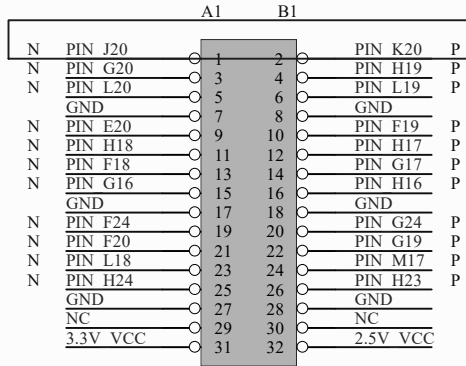 A1 B1
N PIN J20 1 2 PIN K20 P
N PIN G20 3 4 PIN H19 P
N PIN L20 5 6 PIN L19 P
GND 7 8 GND
N PIN E20 9 10 PIN F19 P
N PIN H18 11 12 PIN H17 P
N PIN F18 13 14 PIN G17 P
N PIN G16 15 16 PIN H16 P
GND 17 18 GND
N PIN F24 19 20 PIN G24 P
N PIN F20 21 22 PIN G19 P
N PIN L18 23 24 PIN M17 P
N PIN H24 25 26 PIN H23 P
GND 27 28 GND
NC 29 30 NC
3.3V VCC 31 32 2.5V VCC